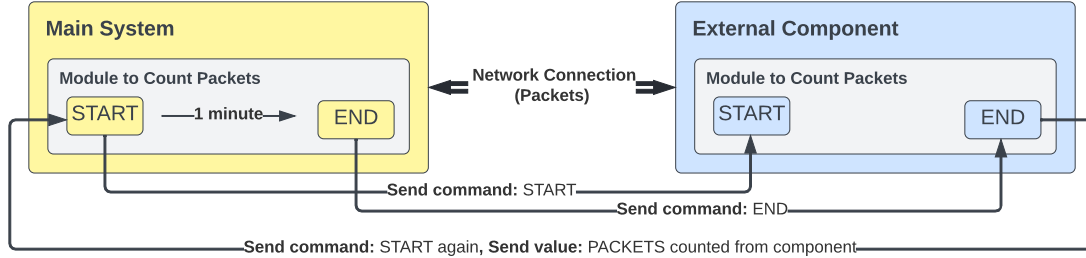 Main System
External Component
Module to Count Packets
START
1 minute
END
Network Connection
(Packets)
Module to Count Packets
START
END
Send command: START
Send command: END
Send command: START again, Send value: PACKETS counted from component